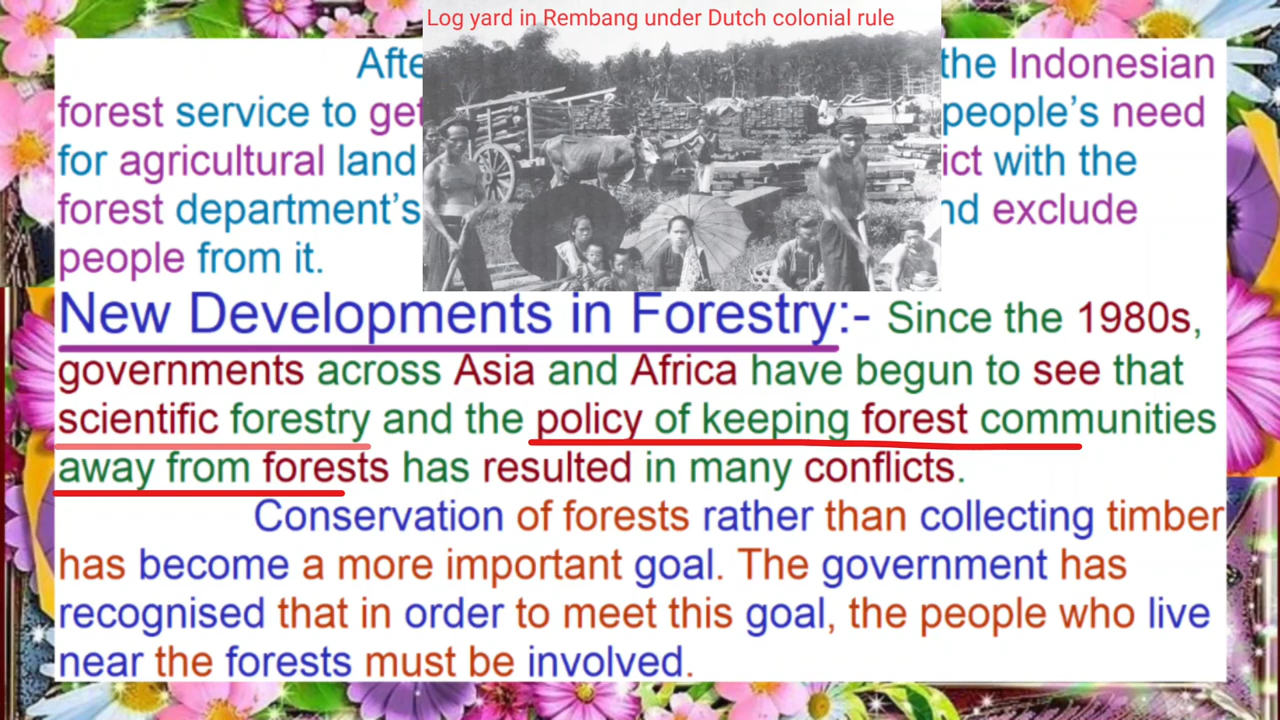 Log yard in Rembang under Dutch colonial rule
the Indonesian
forest service to get people’s need
for agricultural land with the
forest department’s exclude
people from it.
New Developments in Forestry:- Since the 1980s,
governments across Asia and Africa have begun to see that
scientific forestry and the policy of keeping forest communities
away from forests has resulted in many conflicts.
Conservation of forests rather than collecting timber
has become a more important goal. The government has
recognised that in order to meet this goal, the people who live
near the forests must be involved.